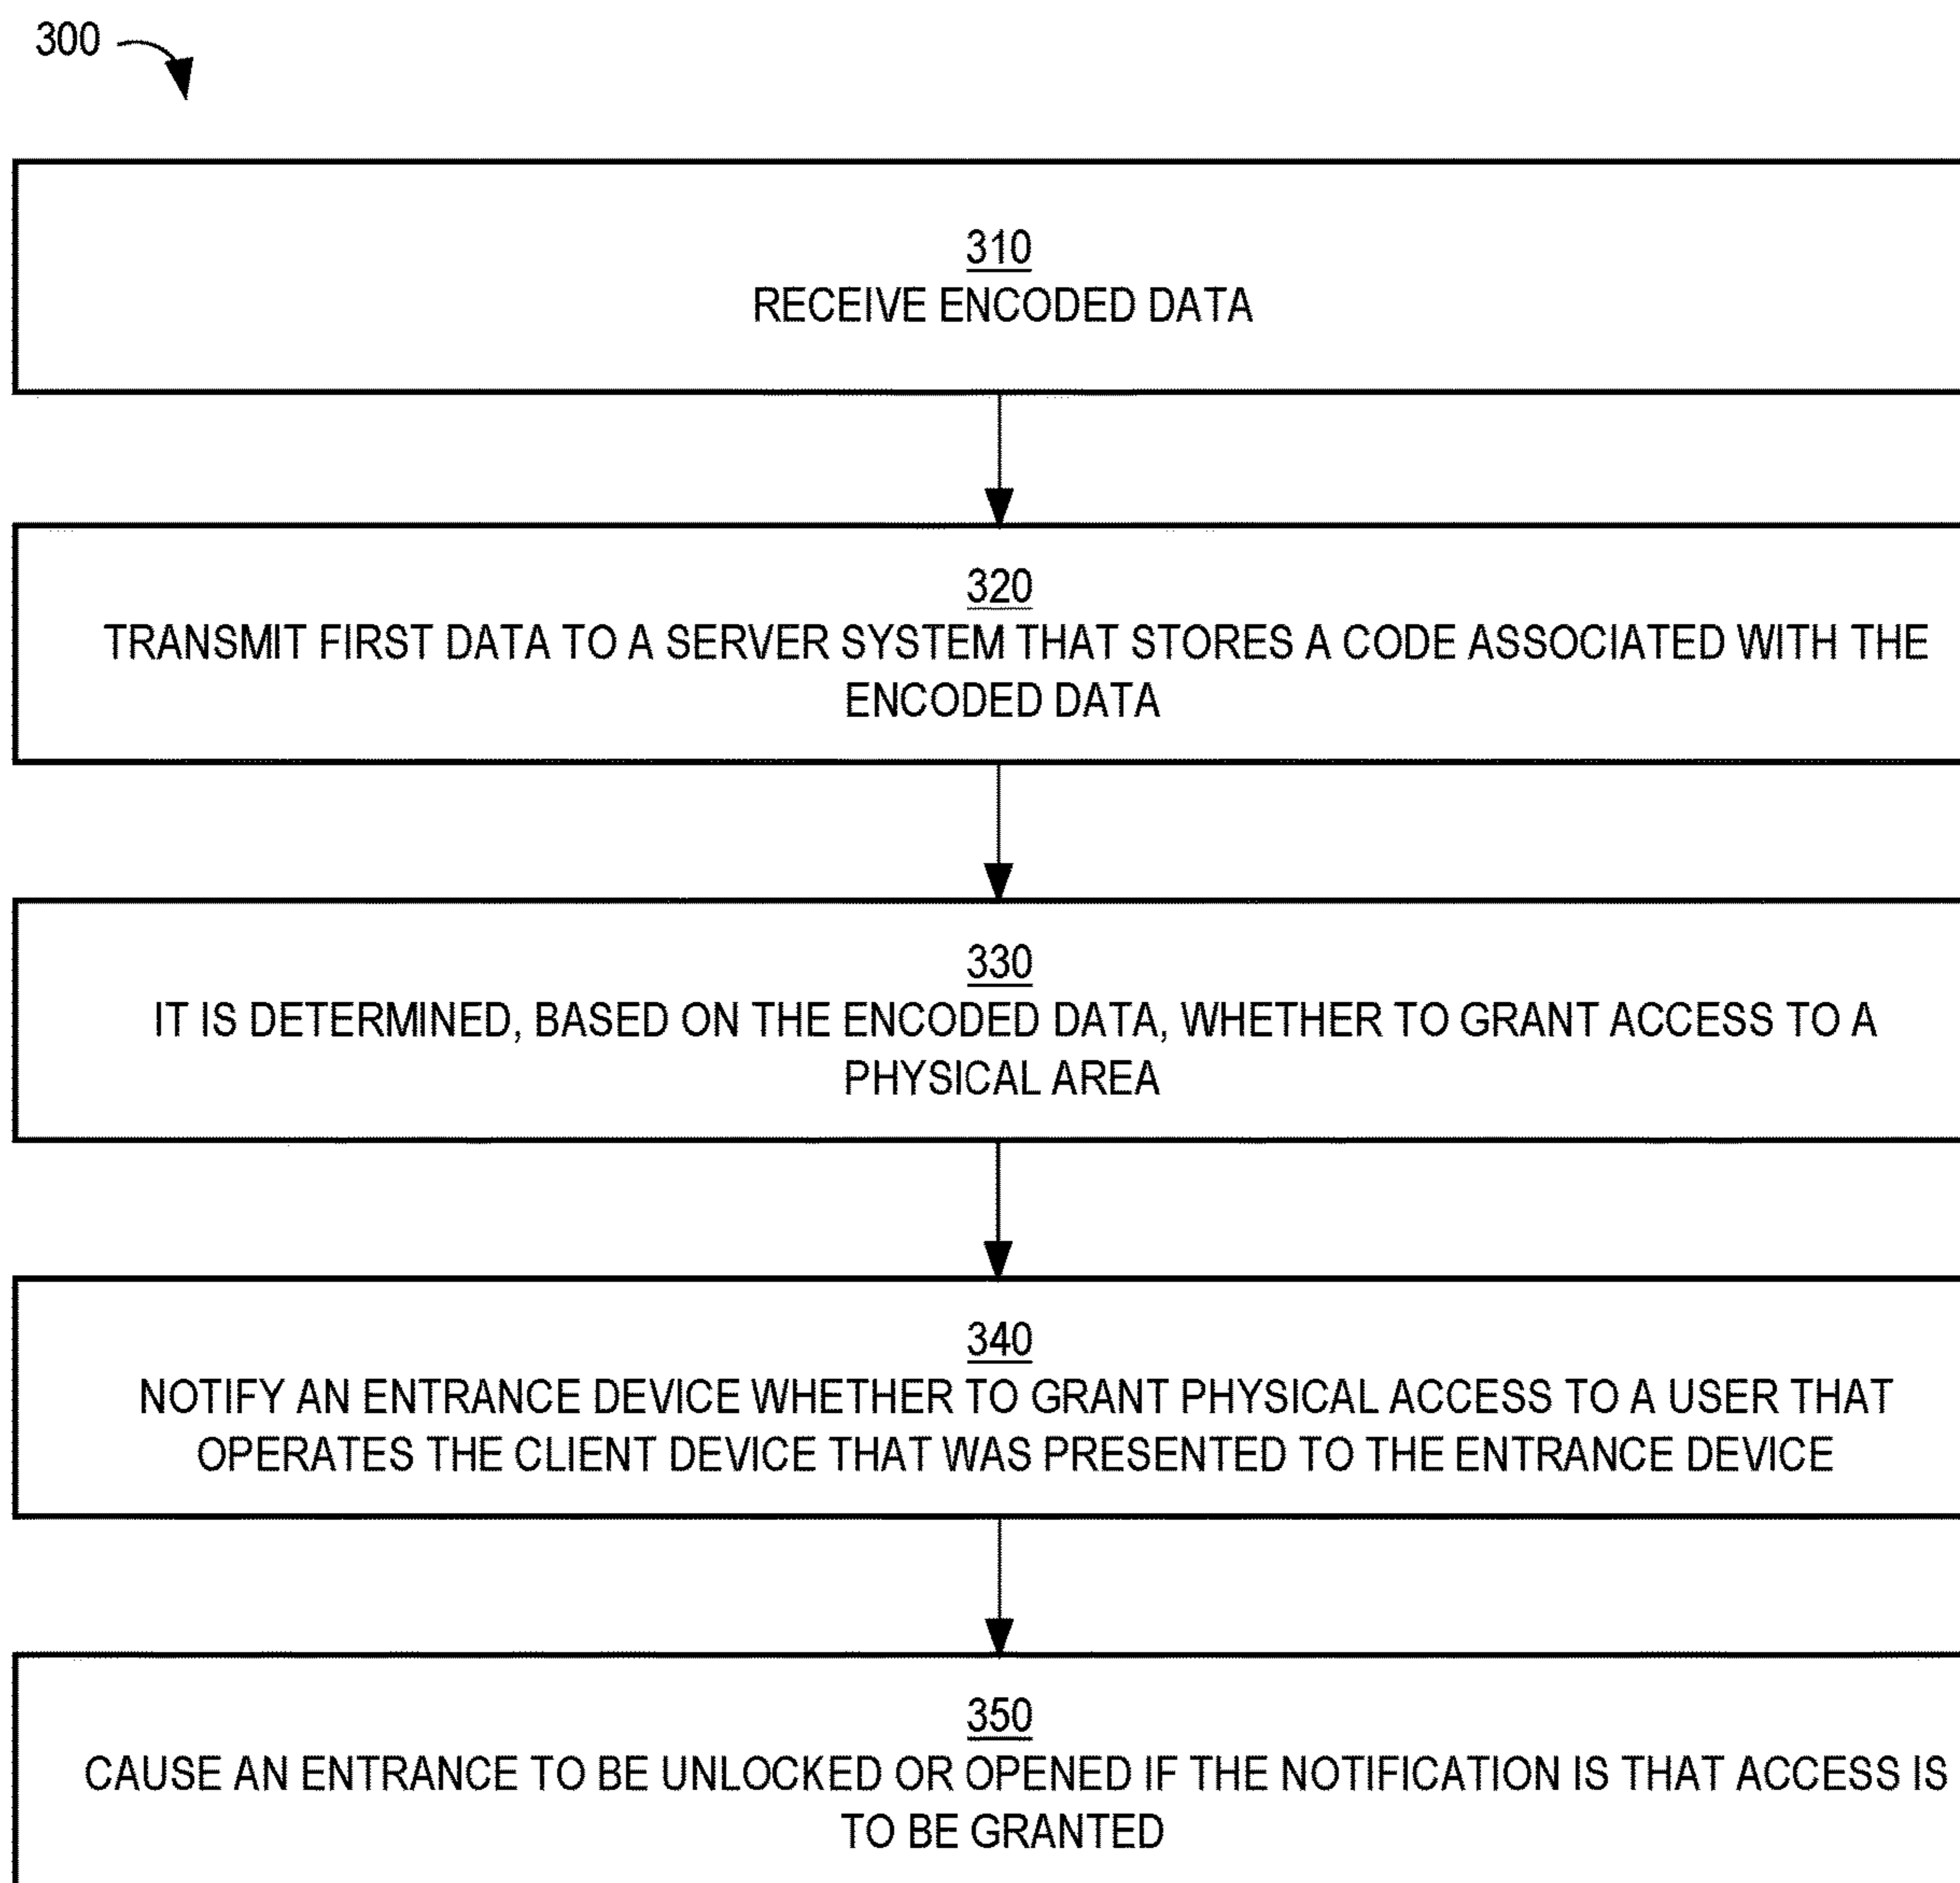 300
310
RECEIVE ENCODED DATA
320
TRANSMIT FIRST DATA TO A SERVER SYSTEM THAT STORES A CODE ASSOCIATED WITH THE
ENCODED DATA
330
IT IS DETERMINED, BASED ON THE ENCODED DATA, WHETHER TO GRANT ACCESS TO A
PHYSICAL AREA
340
NOTIFY AN ENTRANCE DEVICE WHETHER TO GRANT PHYSICAL ACCESS TO A USER THAT
OPERATES THE CLIENT DEVICE THAT WAS PRESENTED TO THE ENTRANCE DEVICE
350
CAUSE AN ENTRANCE TO BE UNLOCKED OR OPENED IF THE NOTIFICATION IS THAT ACCESS IS
TO BE GRANTED